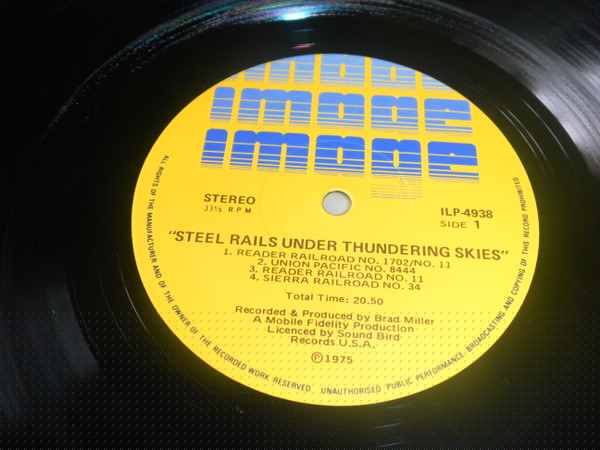 image
image
image
STEREO
33⅓ R.P.M.
ILP-4938
SIDE 1
"STEEL RAILS UNDER THUNDERING SKIES"
1. READER RAILROAD NO. 1702/NO. 11
2. UNION PACIFIC NO. 8444
3. READER RAILROAD NO. 11
4. SIERRA RAILROAD NO. 34
Total Time: 20.50
Recorded & Produced by Brad Miller
A Mobile Fidelity Production
Licenced by Sound Bird
Records U.S.A.
Ⓟ1975
ALL RIGHTS OF THE MANUFACTURER AND OF THE OWNER OF THE RECORDED WORK RESERVED. UNAUTHORISED PUBLIC PERFORMANCE, BROADCASTING AND COPYING OF THIS RECORD PROHIBITED